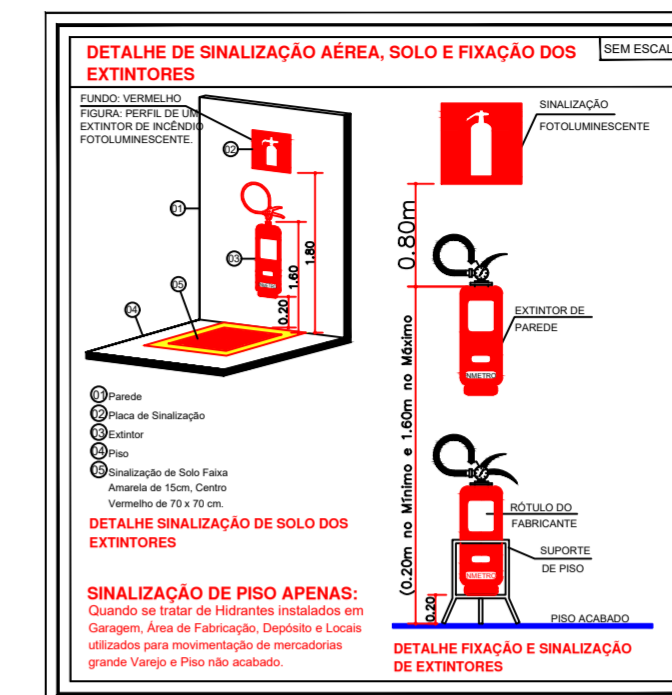 DETALHE DE SINALIZAÇÃO AÉREA, SOLO E FIXAÇÃO DOS
EXTINTORES
SEM ESCAL
FUNDO: VERMELHO
FIGURA: PERFIL DE UM
EXTINTOR DE INCÊNDIO
FOTOLUMINESCENTE.
02
01
03
05
04
1.80
1.60
0.20
NMETRO
01 Parede
02 Placa de Sinalização
03 Extintor
04 Piso
05 Sinalização de Solo Faixa
Amarela de 15cm, Centro
Vermelho de 70 x 70 cm.
DETALHE SINALIZAÇÃO DE SOLO DOS
EXTINTORES
SINALIZAÇÃO DE PISO APENAS:
Quando se tratar de Hidrantes instalados em
Garagem, Área de Fabricação, Depósito e Locais
utilizados para movimentação de mercadorias
grande Varejo e Piso não acabado.
SINALIZAÇÃO
FOTOLUMINESCENTE
0.80m
EXTINTOR DE
PAREDE
NMETRO
(0.20m no Mínimo e 1.60m no Máximo
RÓTULO DO
FABRICANTE
SUPORTE
DE PISO
NMETRO
0.20
PISO ACABADO
DETALHE FIXAÇÃO E SINALIZAÇÃO
DE EXTINTORES